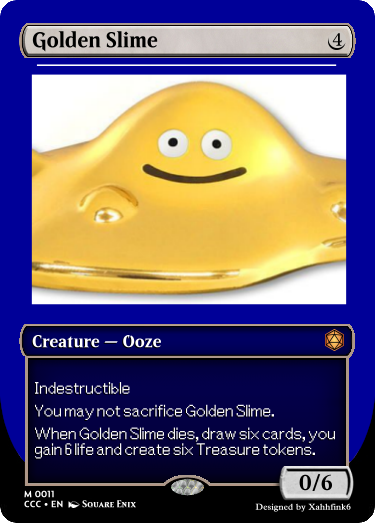 Golden Slime 4
Creature — Ooze
Indestructible
You may not sacrifice Golden Slime.
When Golden Slime dies, draw six cards, you
gain 6 life and create six Treasure tokens.
0/6
M 0011
CCC • EN Square Enix
Designed by Xahhfink6